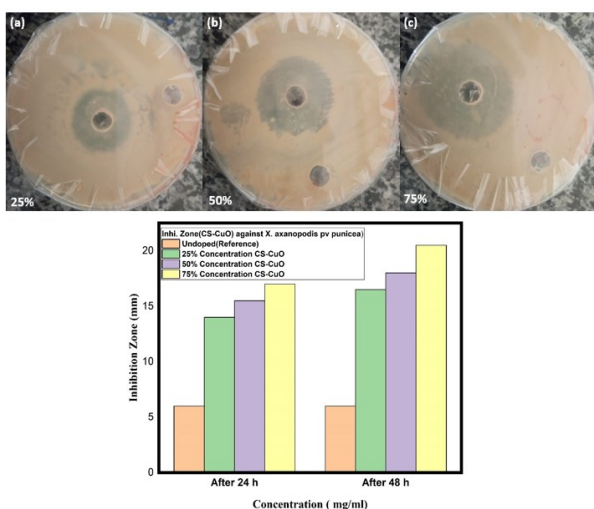 (a)
(b)
(c)
25%
50%
75%
Inhi. Zone(CS-CuO) against X. axanopodis pv punicea)
Undoped(Reference)
25% Concentration CS-CuO
50% Concentration CS-CuO
75% Concentration CS-CuO
Inhibition Zone (mm)
20
15
10
5
0
After 24 h
After 48 h
Concentration ( mg/ml)